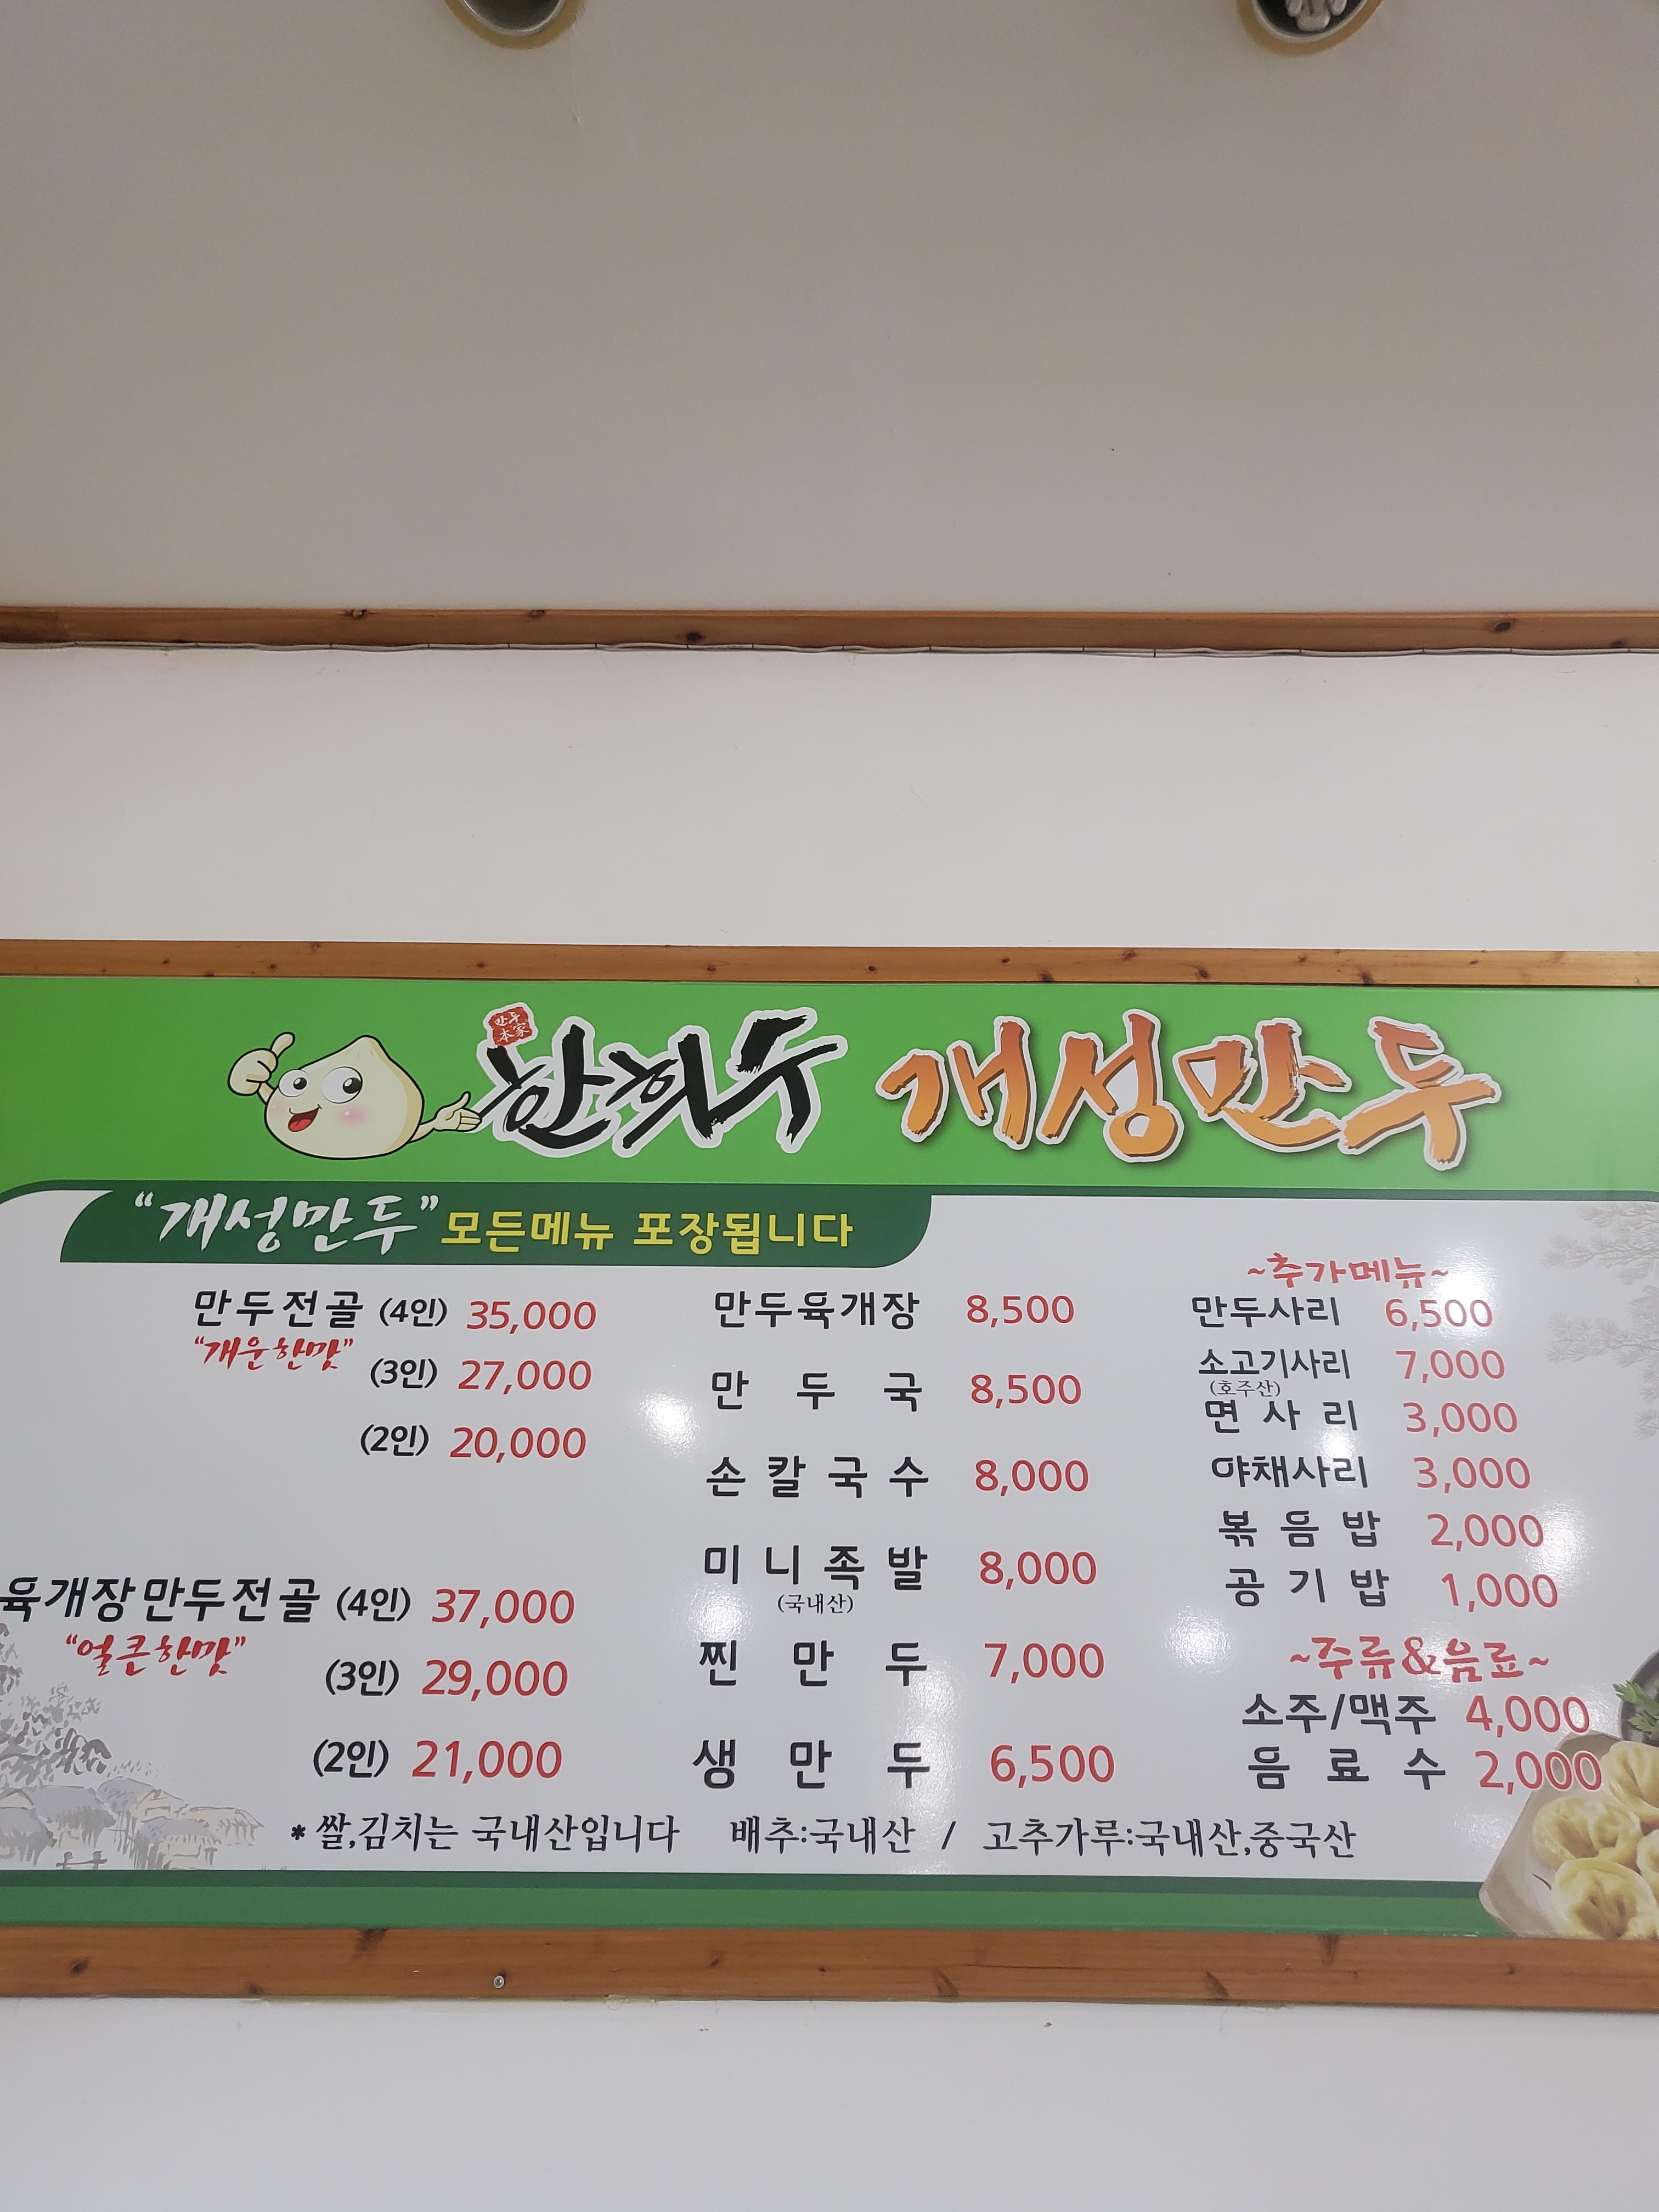 만두
本家
한희수 개성만두
“개성만두” 모든메뉴 포장됩니다
만두전골 (4인) 35,000
“개운한맛”
(3인) 27,000
(2인) 20,000
육개장만두전골 (4인) 37,000
“얼큰한맛”
(3인) 29,000
(2인) 21,000
만두육개장 8,500
만 두 국 8,500
손 칼 국 수 8,000
미 니 족 발 8,000
(국내산)
찐 만 두 7,000
생 만 두 6,500
~추가메뉴~
만두사리 6,500
소고기사리 7,000
(호주산)
면 사 리 3,000
야채사리 3,000
볶 음 밥 2,000
공 기 밥 1,000
~주류&음료~
소주/맥주 4,000
음 료 수 2,000
* 쌀,김치는 국내산입니다 배추:국내산 / 고추가루:국내산,중국산